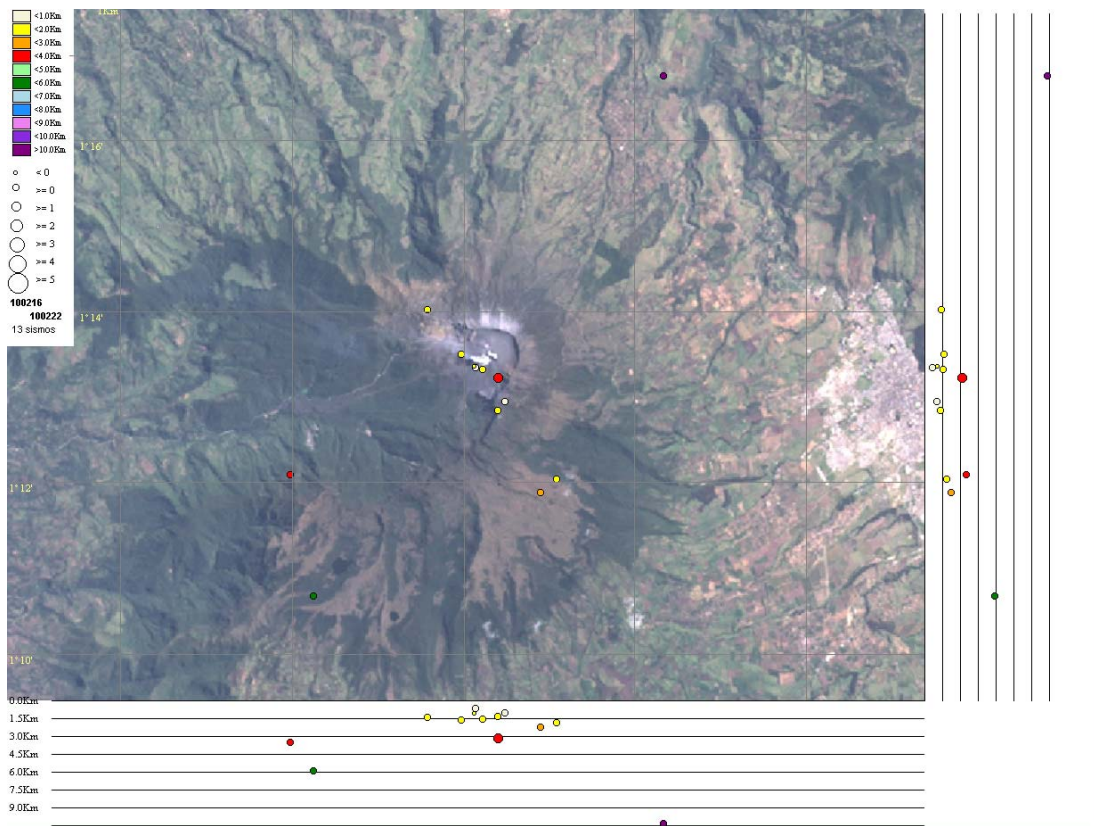 1Km
<1.0Km
<2.0Km
<3.0Km
<4.0Km
<5.0Km
<6.0Km
<7.0Km
<8.0Km
<9.0Km
<10.0Km
>10.0Km
< 0
>= 0
>= 1
>= 2
>= 3
>= 4
>= 5
100216
100222
13 sismos
1° 16'
1° 14'
1° 12'
1° 10'
0.0Km
1.5Km
3.0Km
4.5Km
6.0Km
7.5Km
9.0Km